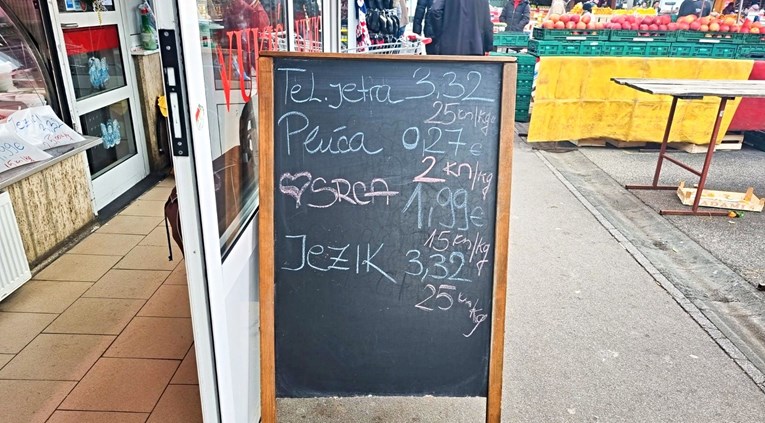 Tel. jetra 3,32
25 kn/kg
Pluća 0,27 €
2 kn/kg
SRCA 1,99 €
15 kn/kg
JEZIK 3,32
25 kn kg